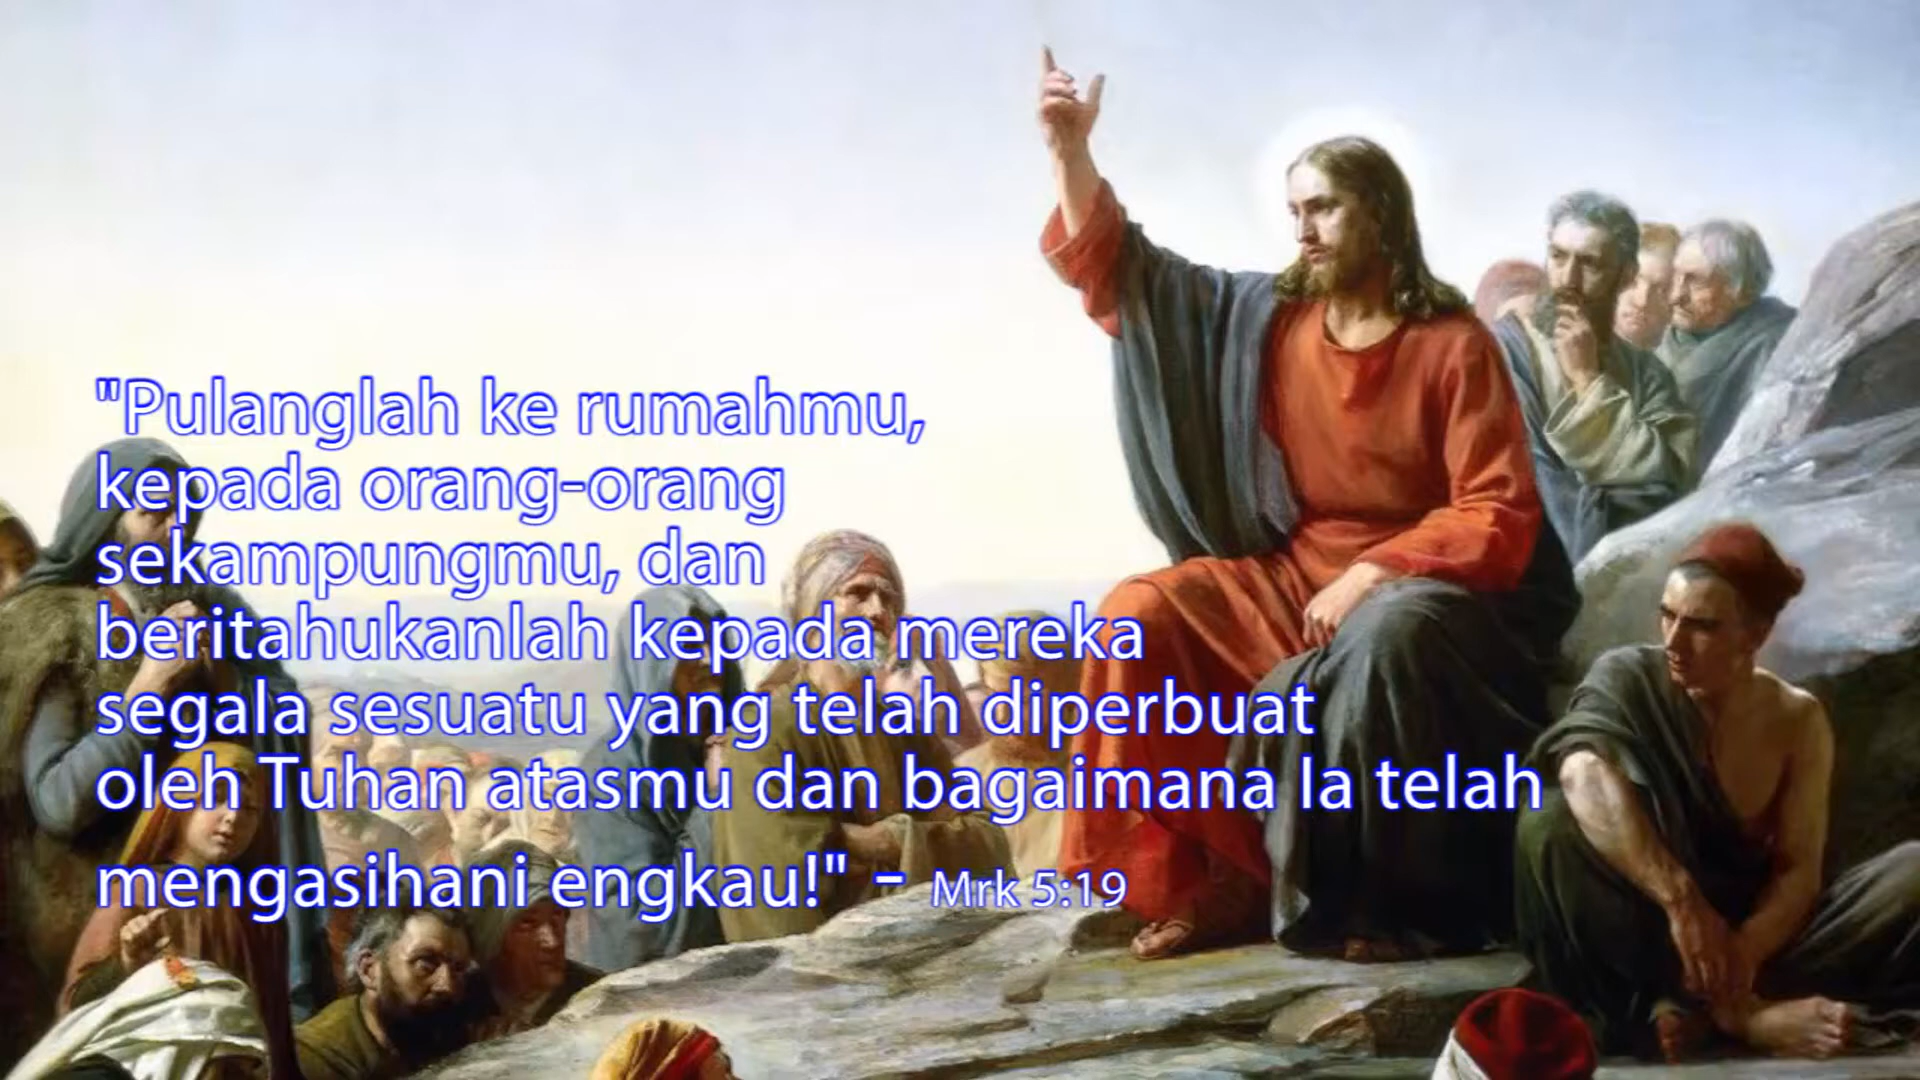 "Pulanglah ke rumahmu,
kepada orang-orang
sekampungmu, dan
beritahukanlah kepada mereka
segala sesuatu yang telah diperbuat
oleh Tuhan atasmu dan bagaimana Ia telah
mengasihani engkau!" - Mrk 5:19